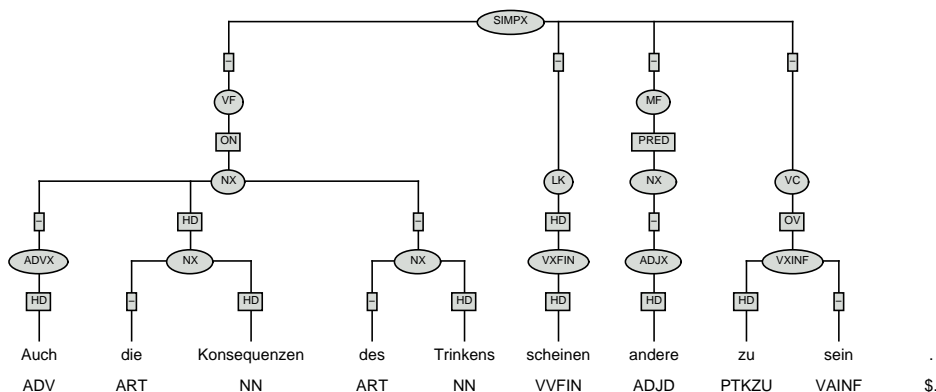 SIMPX
– – – –
VF MF
ON PRED
NX LK NX VC
– HD – HD – OV
ADVX NX NX VXFIN ADJX VXINF
HD – HD – HD HD HD HD –
Auch die Konsequenzen des Trinkens scheinen andere zu sein .
ADV ART NN ART NN VVFIN ADJD PTKZU VAINF $.